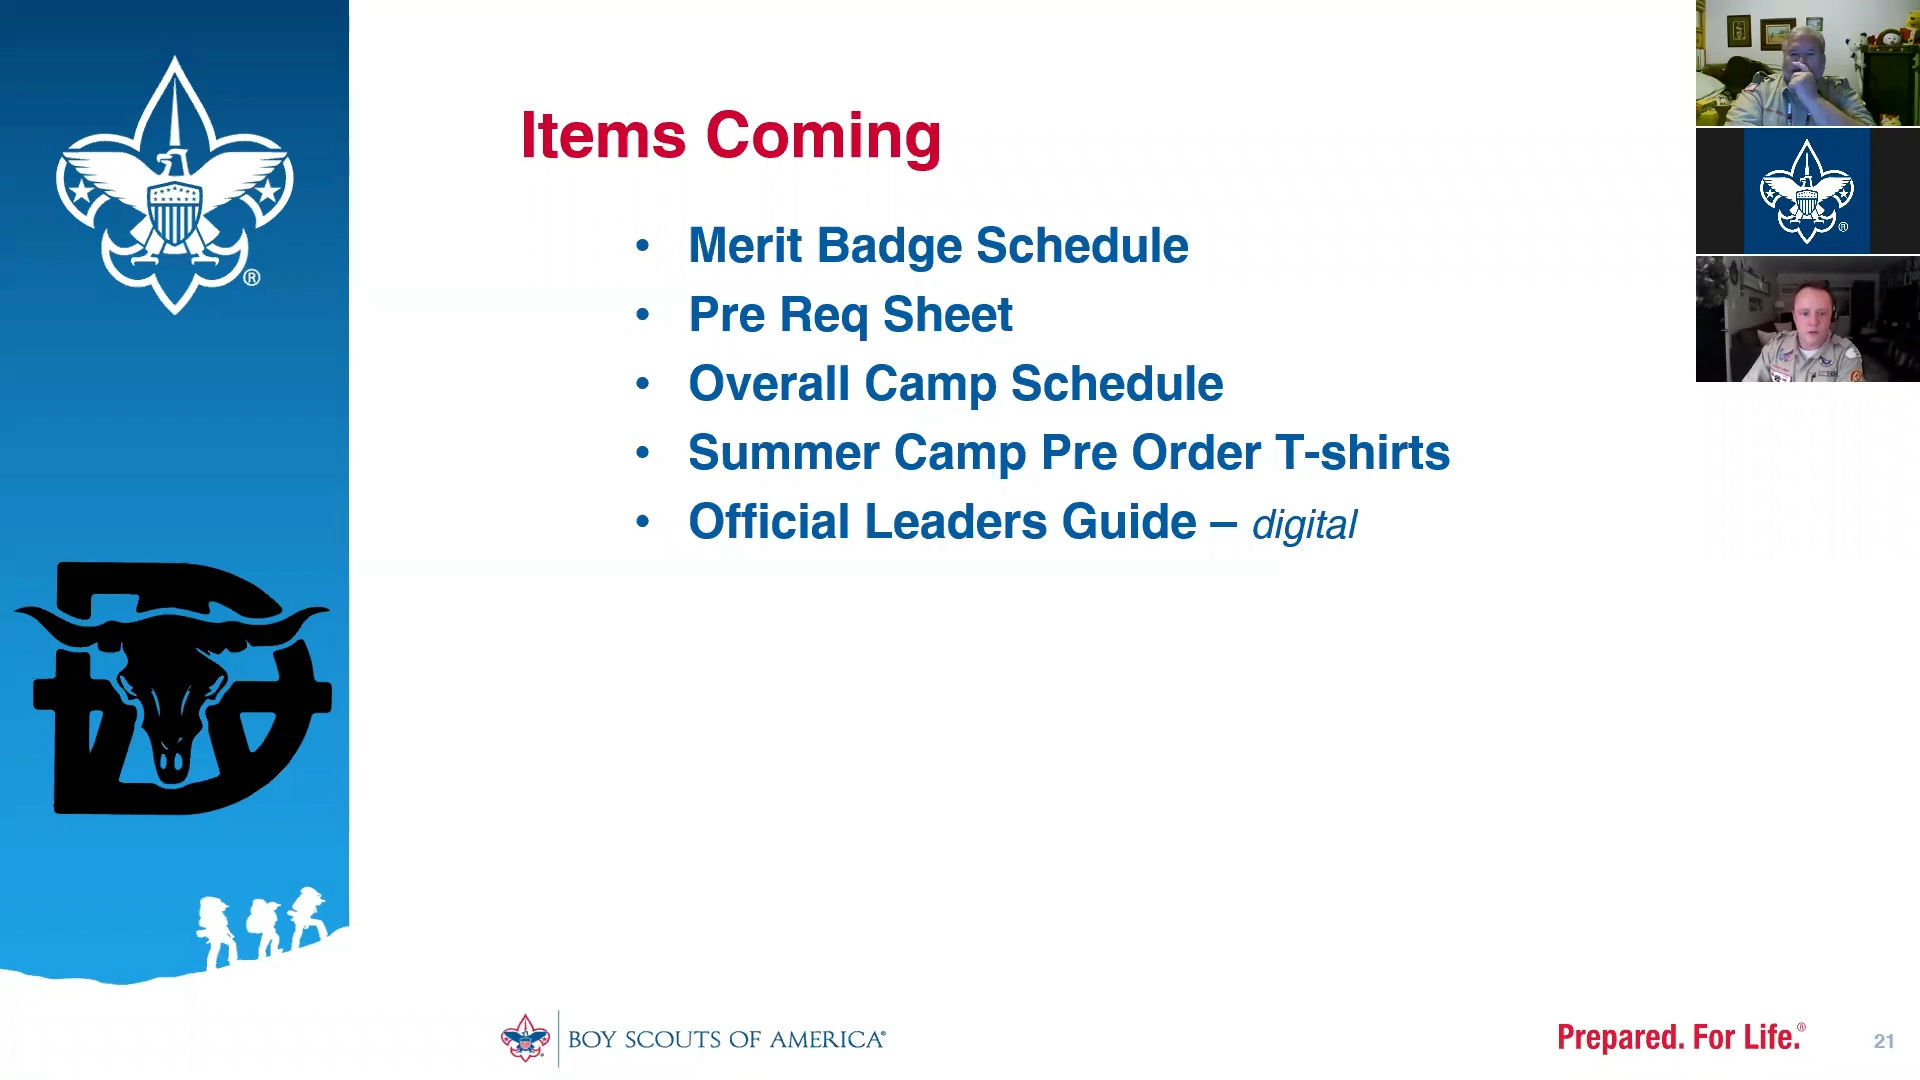 Items Coming
• Merit Badge Schedule
• Pre Req Sheet
• Overall Camp Schedule
• Summer Camp Pre Order T-shirts
• Official Leaders Guide – digital
BOY SCOUTS OF AMERICA®
Prepared. For Life.®
21